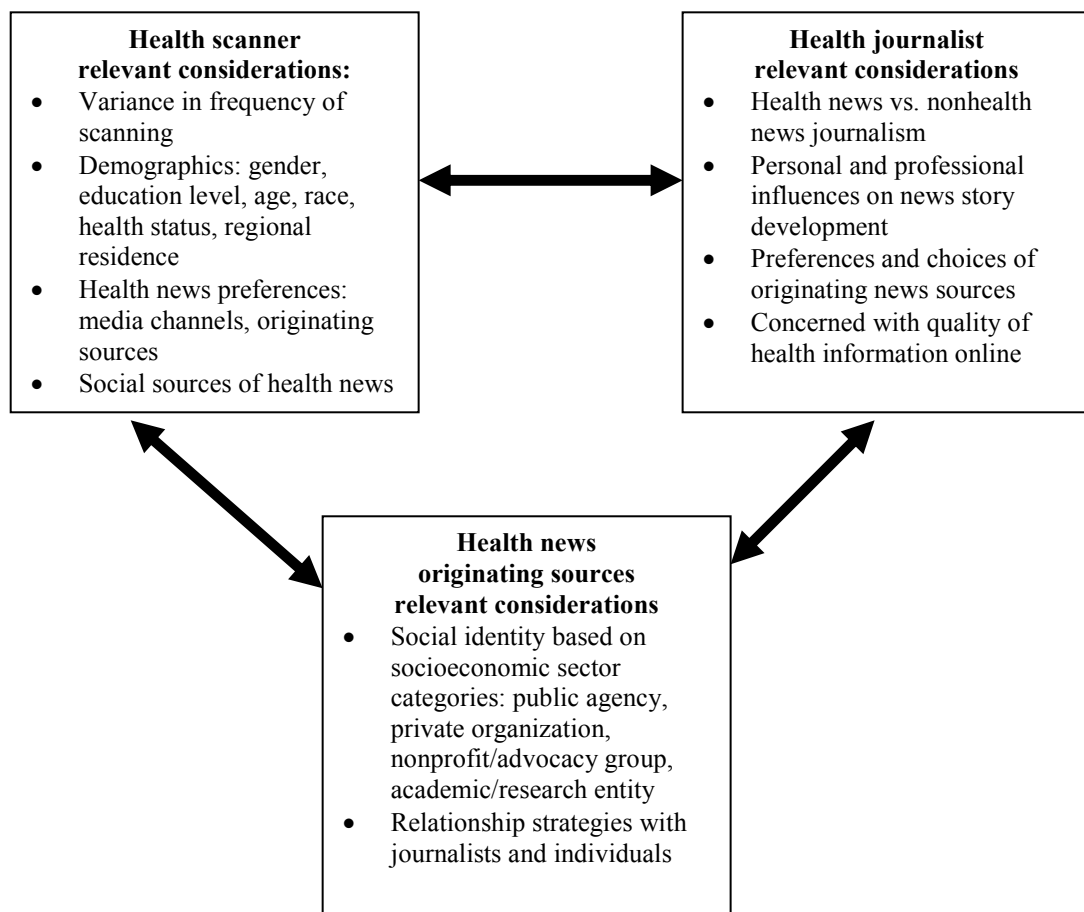 Health scanner
relevant considerations:
• Variance in frequency of
scanning
• Demographics: gender,
education level, age, race,
health status, regional
residence
• Health news preferences:
media channels, originating
sources
• Social sources of health news
Health journalist
relevant considerations
• Health news vs. nonhealth
news journalism
• Personal and professional
influences on news story
development
• Preferences and choices of
originating news sources
• Concerned with quality of
health information online
Health news
originating sources
relevant considerations
• Social identity based on
socioeconomic sector
categories: public agency,
private organization,
nonprofit/advocacy group,
academic/research entity
• Relationship strategies with
journalists and individuals